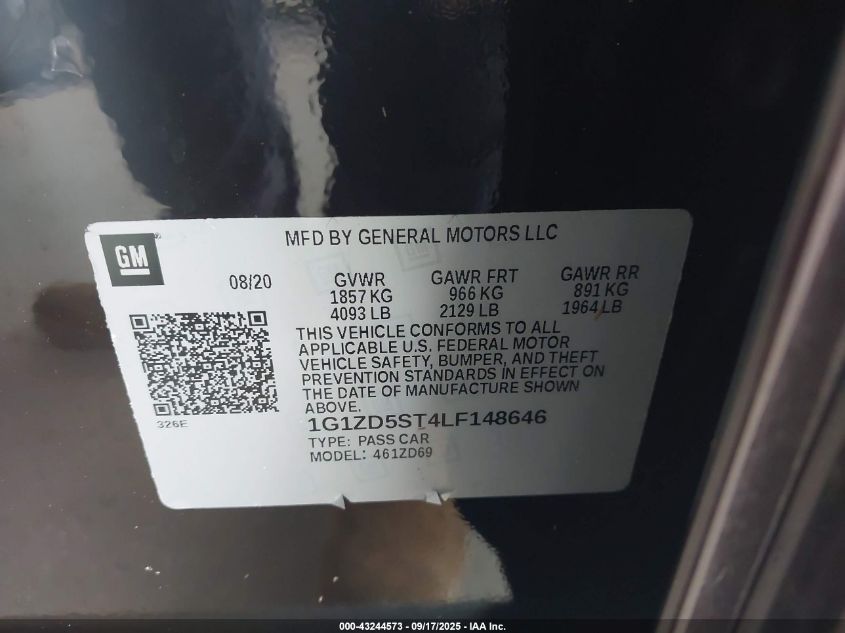 GM
MFD BY GENERAL MOTORS LLC
08/20
GVWR GAWR FRT GAWR RR
1857 KG 966 KG 891 KG
4093 LB 2129 LB 1964 LB
THIS VEHICLE CONFORMS TO ALL
APPLICABLE U.S. FEDERAL MOTOR
VEHICLE SAFETY, BUMPER, AND THEFT
PREVENTION STANDARDS IN EFFECT ON
THE DATE OF MANUFACTURE SHOWN
ABOVE.
326E
1G1ZD5ST4LF148646
TYPE: PASS CAR
MODEL: 461ZD69
000-43244573 - 09/17/2025 - IAA Inc.